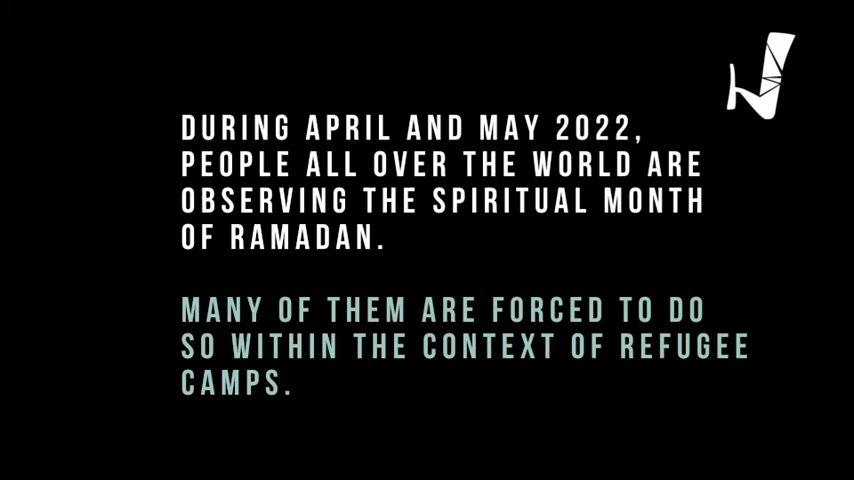 DURING APRIL AND MAY 2022,
PEOPLE ALL OVER THE WORLD ARE
OBSERVING THE SPIRITUAL MONTH
OF RAMADAN.
MANY OF THEM ARE FORCED TO DO
SO WITHIN THE CONTEXT OF REFUGEE
CAMPS.